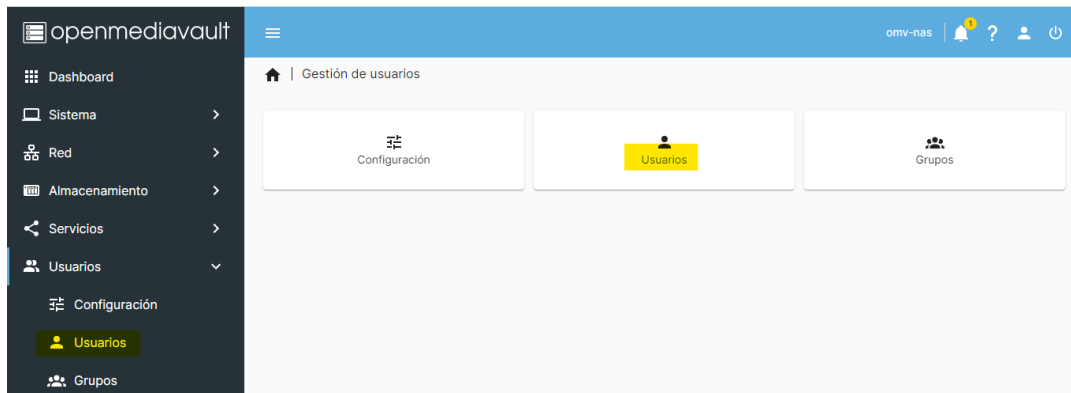 openmediavault
omv-nas
1
?
Gestión de usuarios
Dashboard
Sistema
Red
Almacenamiento
Servicios
Usuarios
Configuración
Usuarios
Grupos
Configuración
Usuarios
Grupos